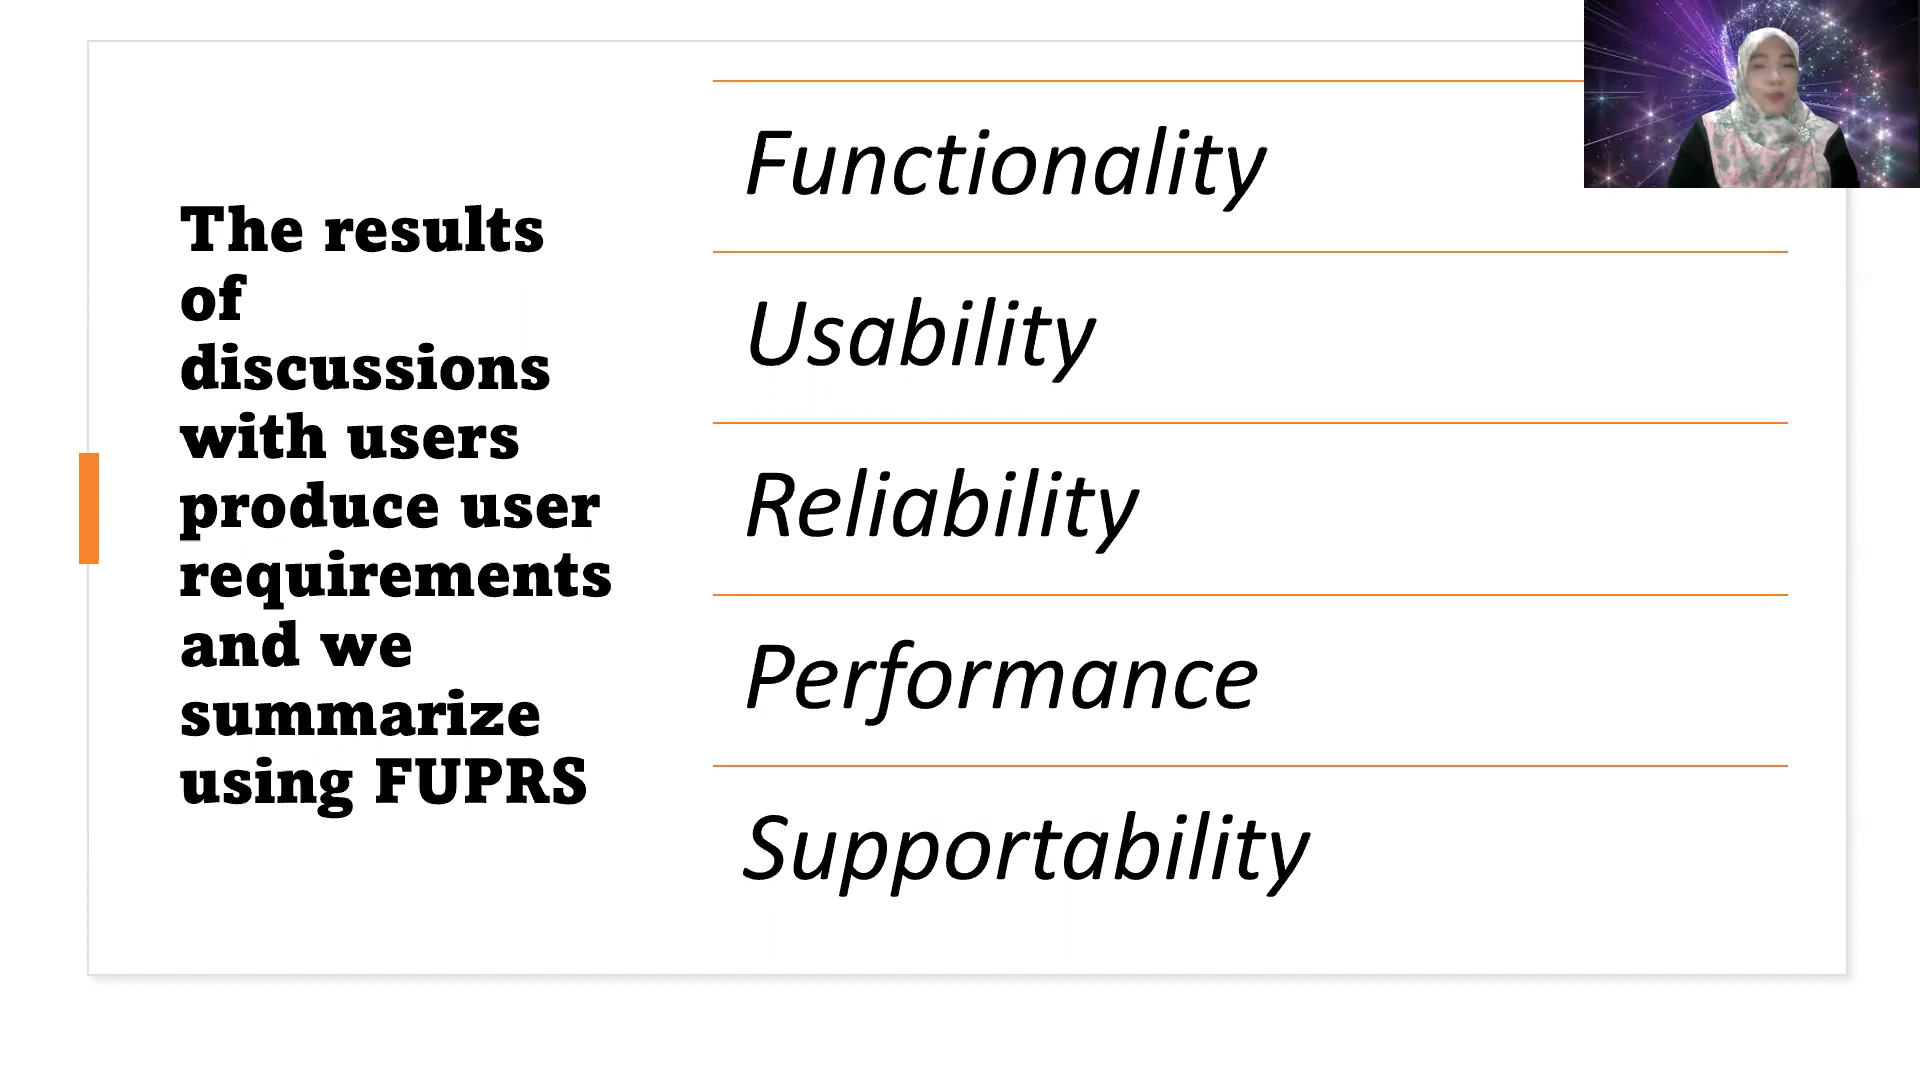 The results
of
discussions
with users
produce user
requirements
and we
summarize
using FUPRS
Functionality
Usability
Reliability
Performance
Supportability